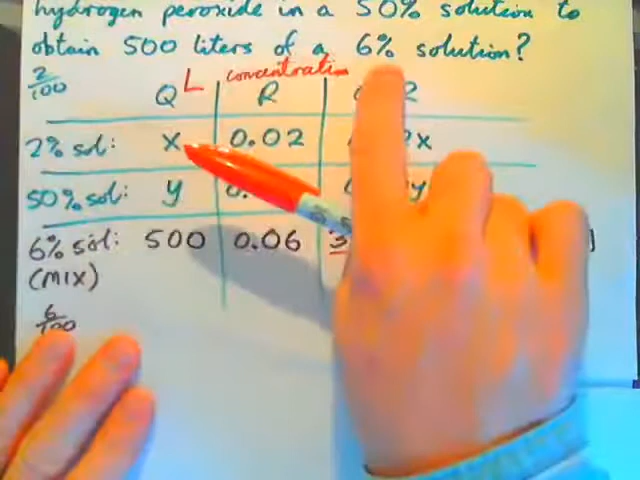 hydrogen peroxide in a 50% solution to
obtain 500 liters of a 6% solution?
2/100 Q L concentration
R R
2% sol: x 0.02 x
50% sol: y 0. y
6% sol: 500 0.06
(MIX)
6/100